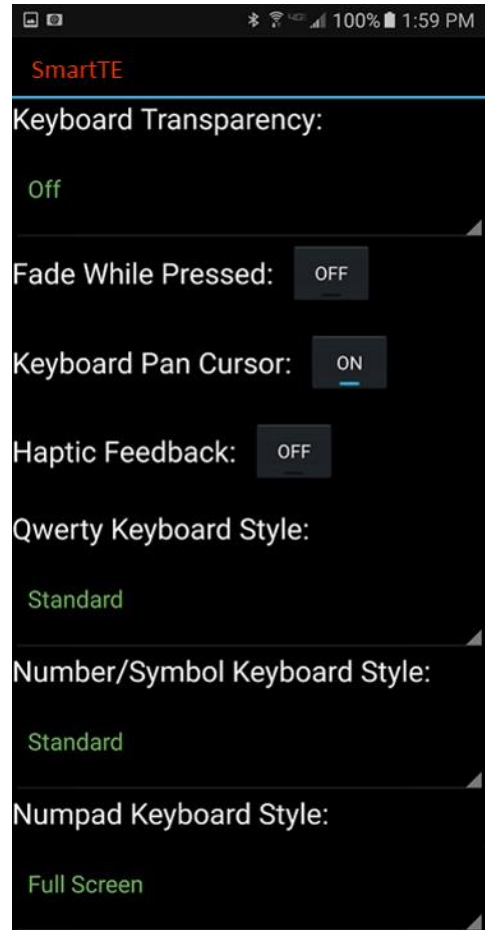 100% 1:59 PM
SmartTE
Keyboard Transparency:
Off
Fade While Pressed: OFF
Keyboard Pan Cursor: ON
Haptic Feedback: OFF
Qwerty Keyboard Style:
Standard
Number/Symbol Keyboard Style:
Standard
Numpad Keyboard Style:
Full Screen